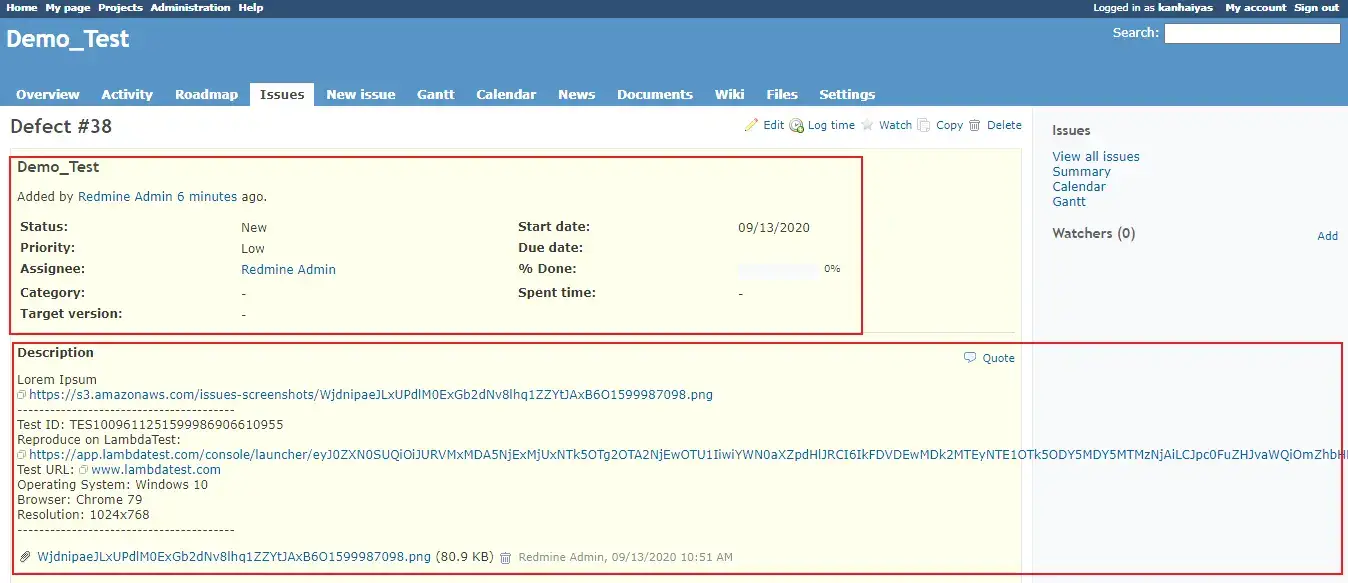 Home My page Projects Administration Help Logged in as kanhaiyas My account Sign out
Demo_Test
Search:
Overview Activity Roadmap Issues New issue Gantt Calendar News Documents Wiki Files Settings
Defect #38
Edit Log time Watch Copy Delete
Demo_Test
Added by Redmine Admin 6 minutes ago.
Status: New Start date: 09/13/2020
Priority: Low Due date:
Assignee: Redmine Admin % Done: 0%
Category: - Spent time: -
Target version: -
Description
Quote
Lorem Ipsum
https://s3.amazonaws.com/issues-screenshots/WjdnipaeJLxUPdlM0ExGb2dNv8lhq1ZZYtJAxB6O1599987098.png
----------------------------------------
Test ID: TES1009611251599986906610955
Reproduce on LambdaTest:
https://app.lambdatest.com/console/launcher/eyJ0ZXN0SUQiOiJURVMxMDA5NjExMjUxNTk5OTg2OTA2NjEwOTU1IiwiYWN0aXZpdHlJRCI6IkFDVDEwMDk2MTEyNTE1OTk5ODY5MDY5MTMzNjAiLCJpc0FuZHJvaWQiOmZhbH
Test URL: www.lambdatest.com
Operating System: Windows 10
Browser: Chrome 79
Resolution: 1024x768
----------------------------------------
WjdnipaeJLxUPdlM0ExGb2dNv8lhq1ZZYtJAxB6O1599987098.png (80.9 KB) Redmine Admin, 09/13/2020 10:51 AM
Issues
View all issues
Summary
Calendar
Gantt
Watchers (0)
Add